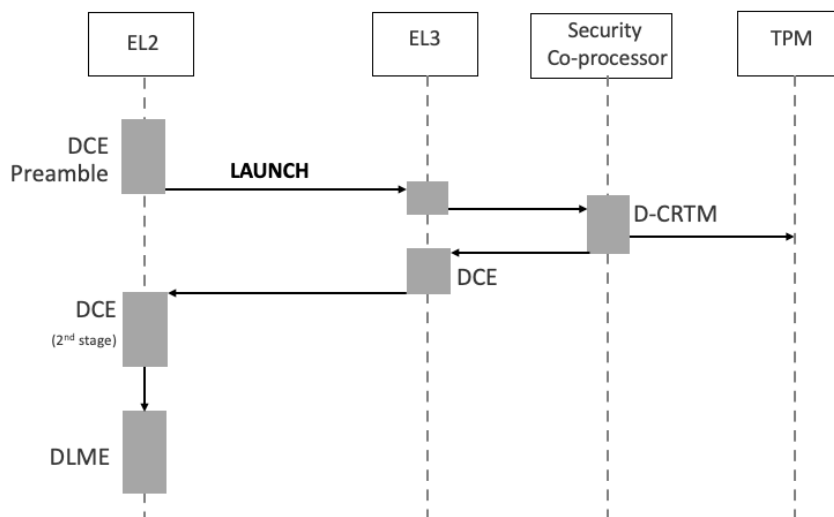 EL2
EL3
Security
Co-processor
TPM
DCE
Preamble
LAUNCH
D-CRTM
DCE
DCE
(2nd stage)
DLME